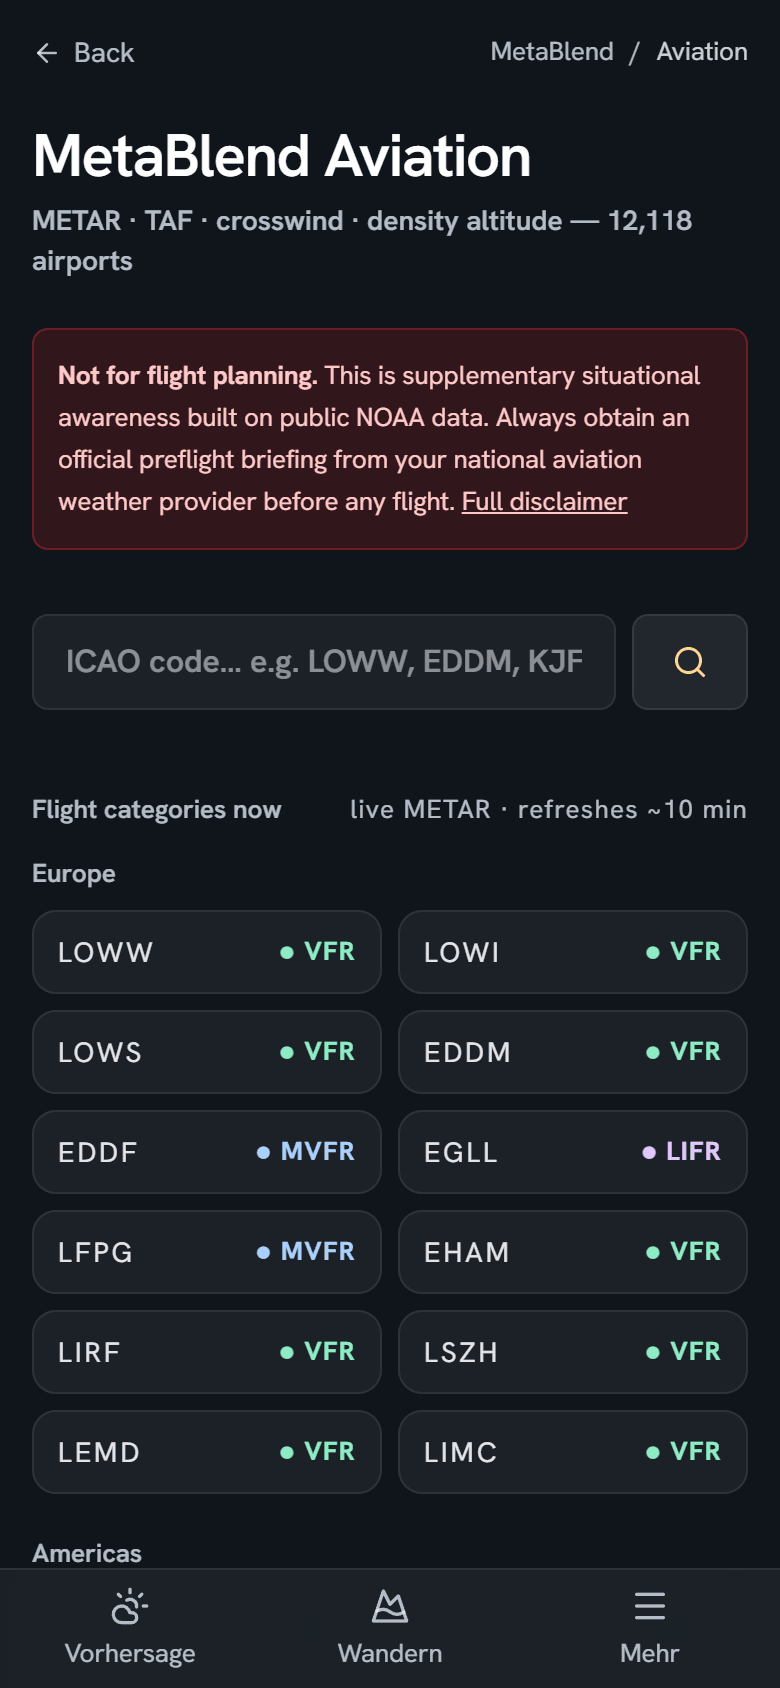 Back
MetaBlend / Aviation
MetaBlend Aviation
METAR · TAF · crosswind · density altitude — 12,118
airports
Not for flight planning. This is supplementary situational
awareness built on public NOAA data. Always obtain an
official preflight briefing from your national aviation
weather provider before any flight. Full disclaimer
ICAO code... e.g. LOWW, EDDM, KJF
Flight categories now
live METAR · refreshes ~10 min
Europe
LOWW VFR
LOWI VFR
LOWS VFR
EDDM VFR
EDDF MVFR
EGLL LIFR
LFPG MVFR
EHAM VFR
LIRF VFR
LSZH VFR
LEMD VFR
LIMC VFR
Americas
Vorhersage
Wandern
Mehr